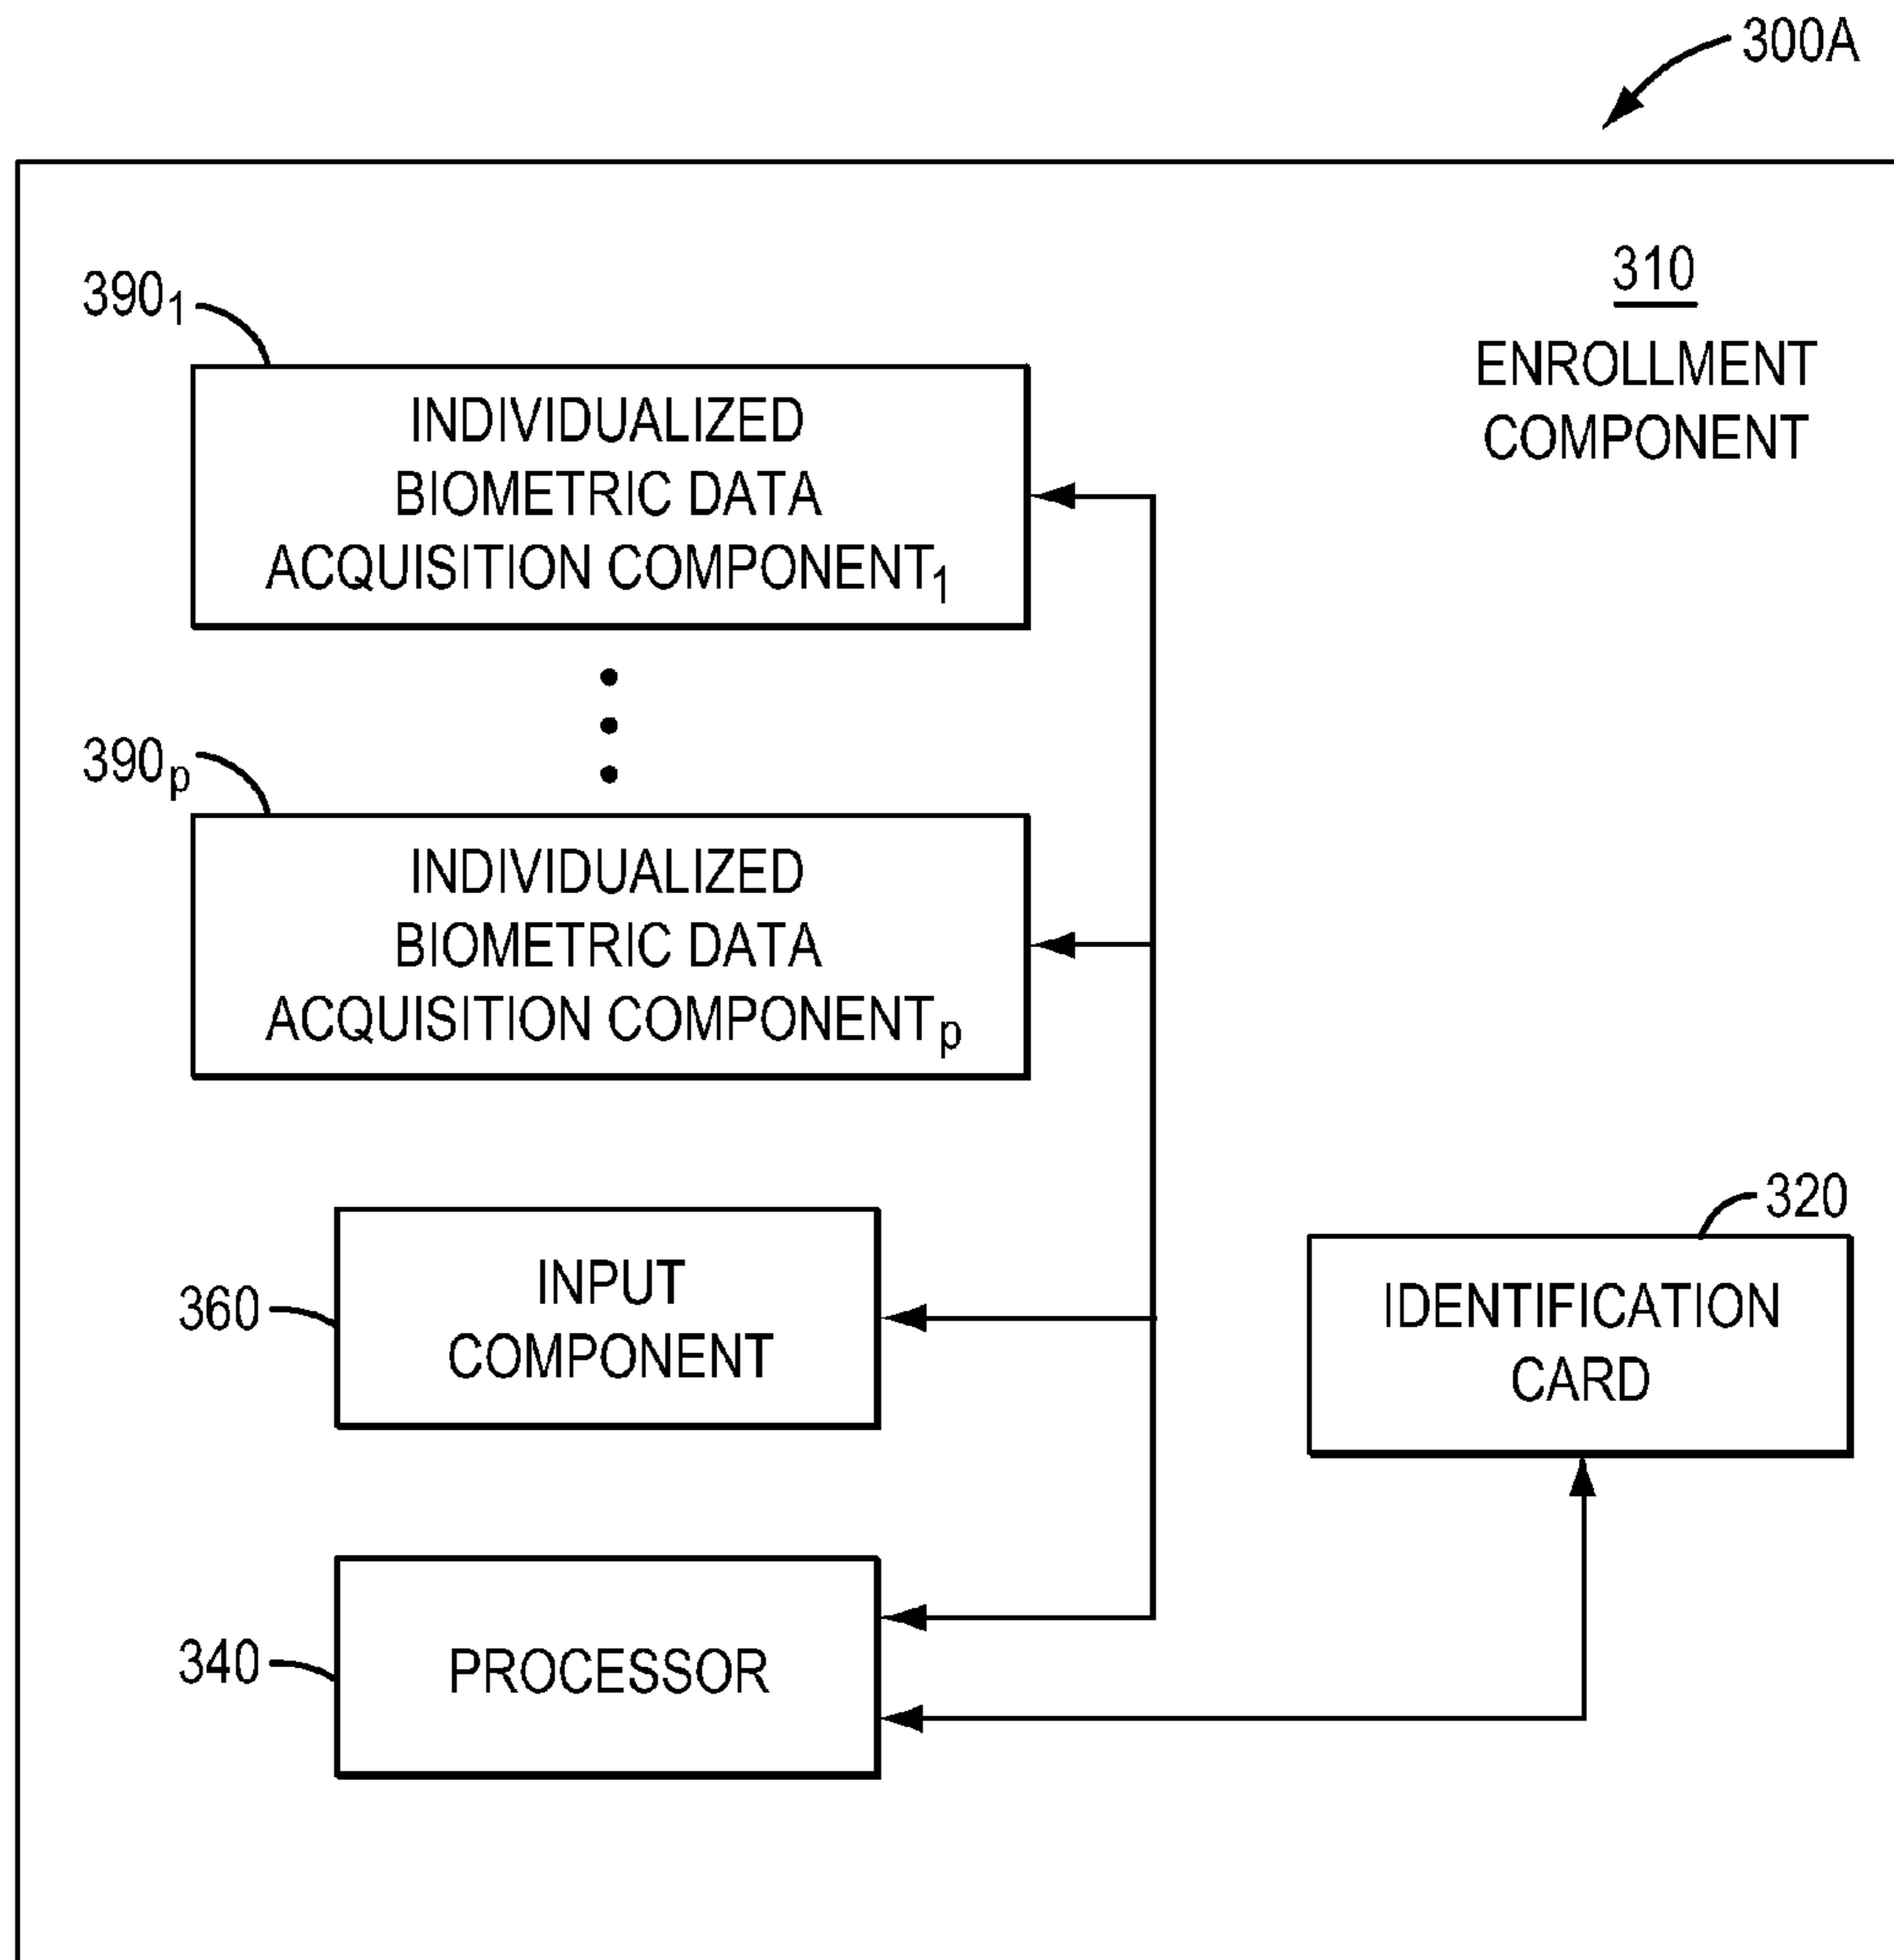 300A
310
ENROLLMENT
COMPONENT
390₁
INDIVIDUALIZED
BIOMETRIC DATA
ACQUISITION COMPONENT₁
390ₚ
INDIVIDUALIZED
BIOMETRIC DATA
ACQUISITION COMPONENTₚ
360
INPUT
COMPONENT
320
IDENTIFICATION
CARD
340
PROCESSOR